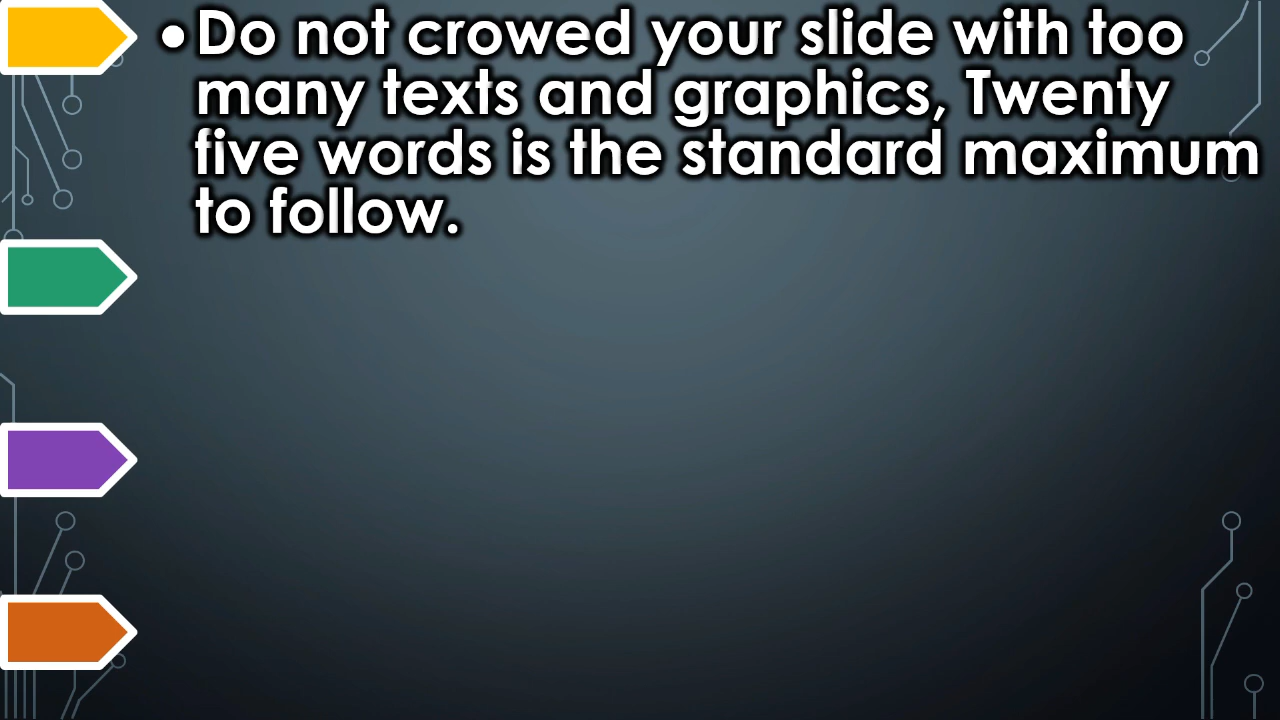 •Do not crowed your slide with too
many texts and graphics, Twenty
five words is the standard maximum
to follow.